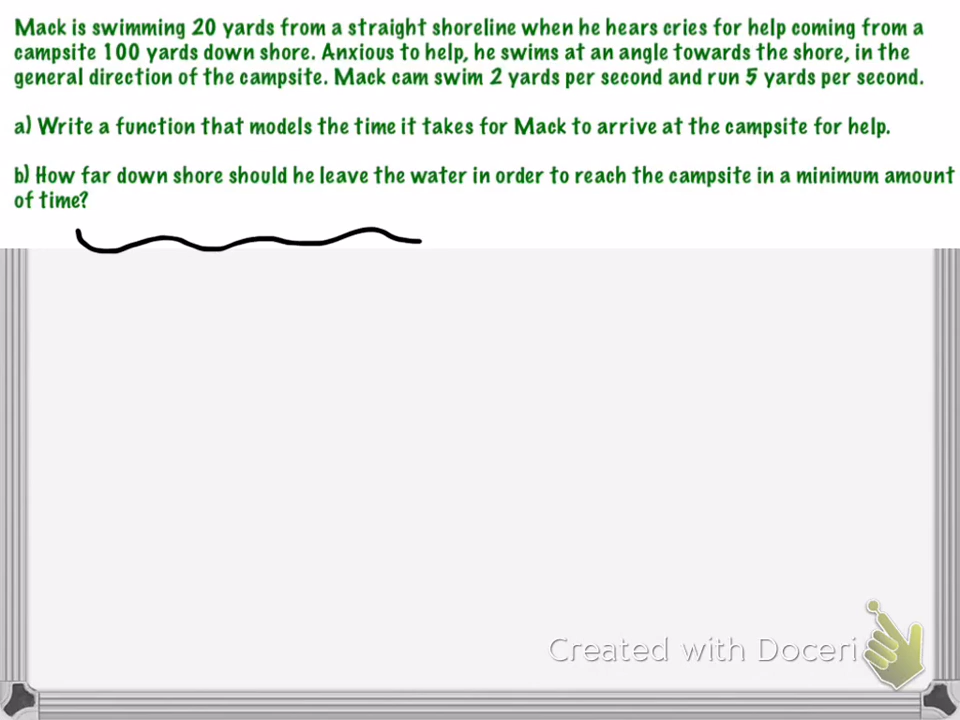 Mack is swimming 20 yards from a straight shoreline when he hears cries for help coming from a
campsite 100 yards down shore. Anxious to help, he swims at an angle towards the shore, in the
general direction of the campsite. Mack cam swim 2 yards per second and run 5 yards per second.
a) Write a function that models the time it takes for Mack to arrive at the campsite for help.
b) How far down shore should he leave the water in order to reach the campsite in a minimum amount
of time?
Created with Doceri